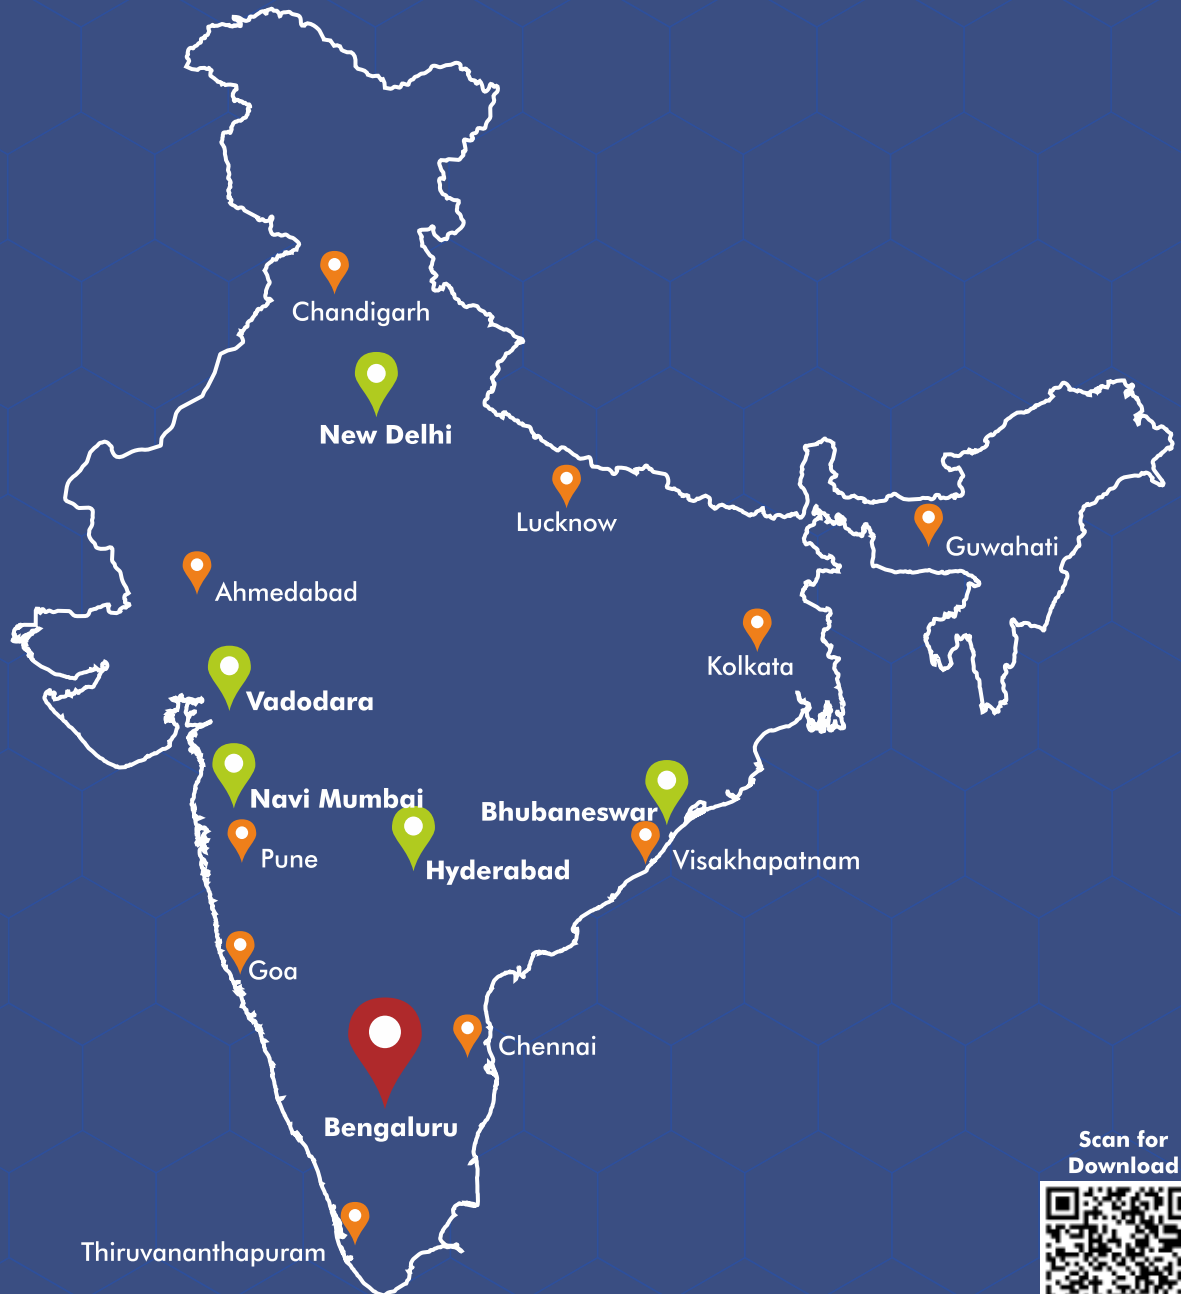 Chandigarh
New Delhi
Lucknow
Guwahati
Ahmedabad
Kolkata
Vadodara
Navi Mumbai
Bhubaneswar
Pune
Hyderabad
Visakhapatnam
Goa
Chennai
Bengaluru
Scan for
Download
Thiruvananthapuram